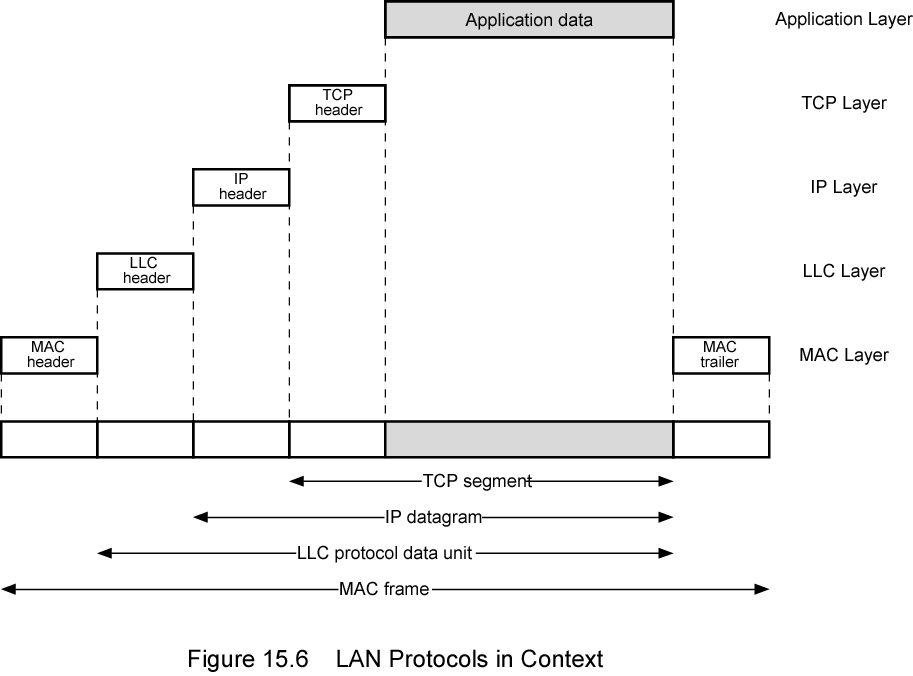 Application data
Application Layer
TCP
header
TCP Layer
IP
header
IP Layer
LLC
header
LLC Layer
MAC
header
MAC
trailer
MAC Layer
TCP segment
IP datagram
LLC protocol data unit
MAC frame
Figure 15.6 LAN Protocols in Context